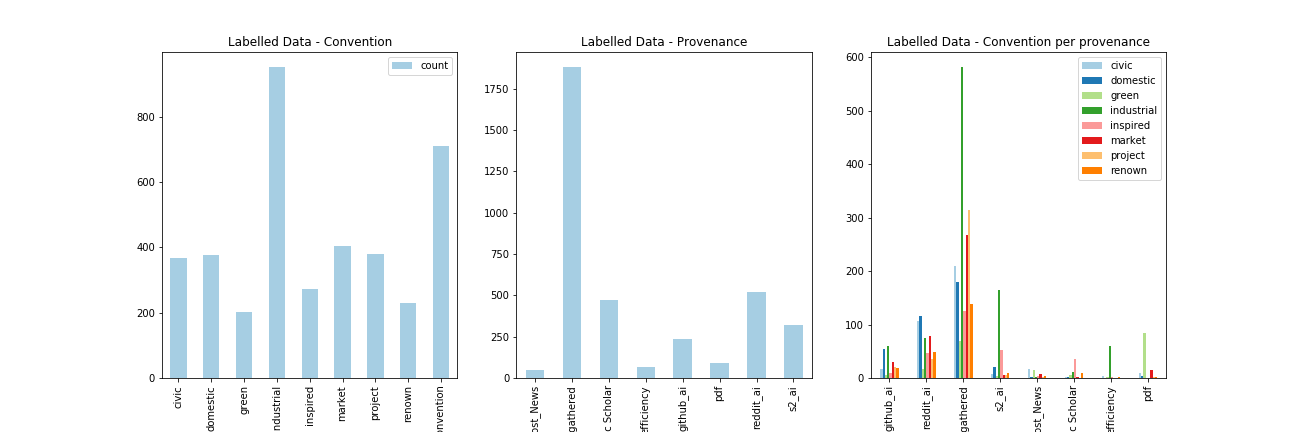 Labelled Data - Convention
count
800
600
400
200
0
civic
domestic
ndustrial
green
inspired
market
project
renown
onvention
Labelled Data - Provenance
1750
1500
1250
1000
750
500
250
0
ost_News
gathered
c Scholar
efficiency
github_ai
pdf
reddit_ai
s2_ai
Labelled Data - Convention per provenance
civic
domestic
green
industrial
inspired
market
project
renown
600
500
400
300
200
100
0
github_ai
reddit_ai
gathered
s2_ai
ost_News
c Scholar
efficiency
pdf